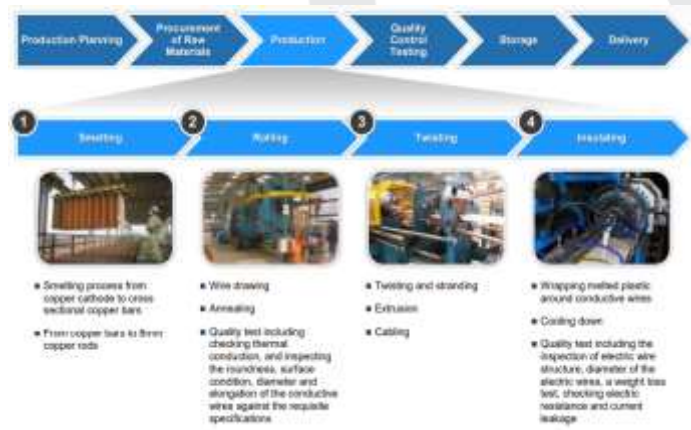 Production Planning
Procurement
of Raw
Materials
Production
Quality
Control
Testing
Storage
Delivery
1
Smelting
2
Rolling
3
Twisting
4
Insulating
Smelting process from
copper cathode to cross
sectional copper bars
From copper bars to 8mm
copper rods
Wire drawing
Annealing
Quality test including
checking thermal
conduction, and inspecting
the roundness, surface
condition, diameter and
elongation of the conductive
wires against the requisite
specifications
Twisting and stranding
Extrusion
Cabling
Wrapping melted plastic
around conductive wires
Cooling down
Quality test including the
inspection of electric wire
structure, diameter of the
electric wires, a weight loss
test, checking electric
resistance and current
leakage